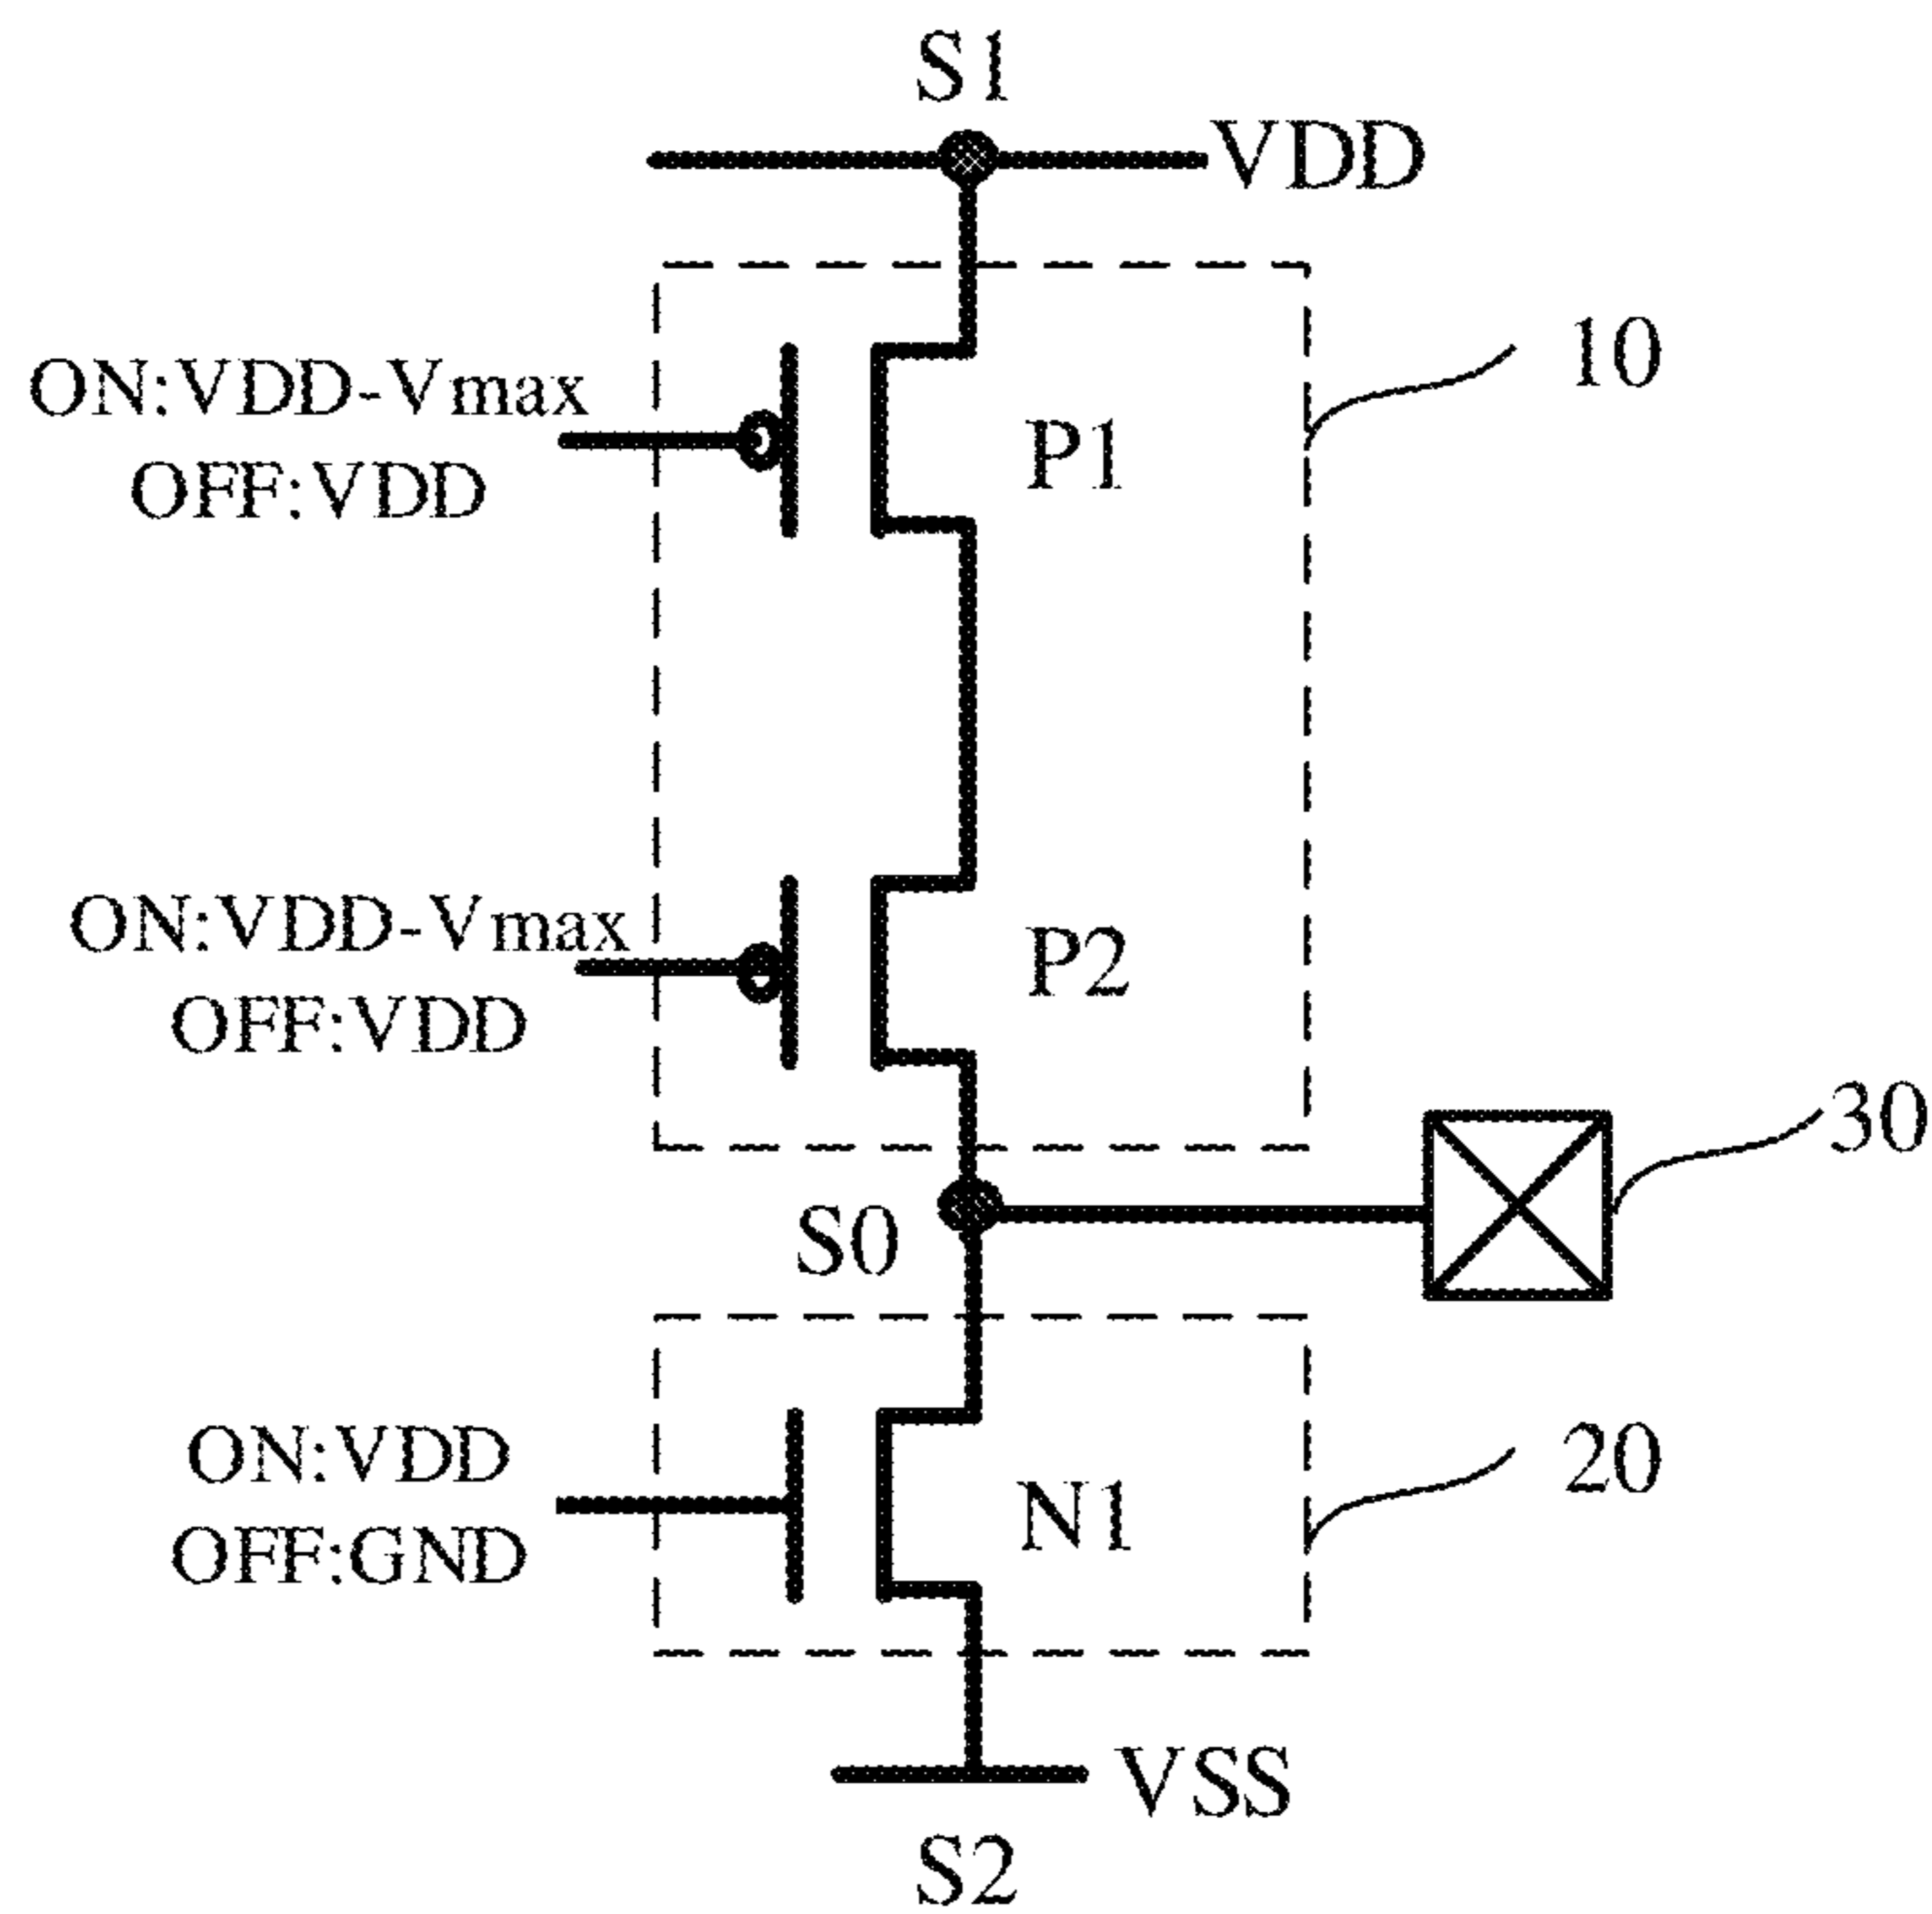 S1
VDD
10
ON:VDD-Vmax
OFF:VDD
P1
ON:VDD-Vmax
OFF:VDD
P2
30
S0
ON:VDD
OFF:GND
N1
20
VSS
S2